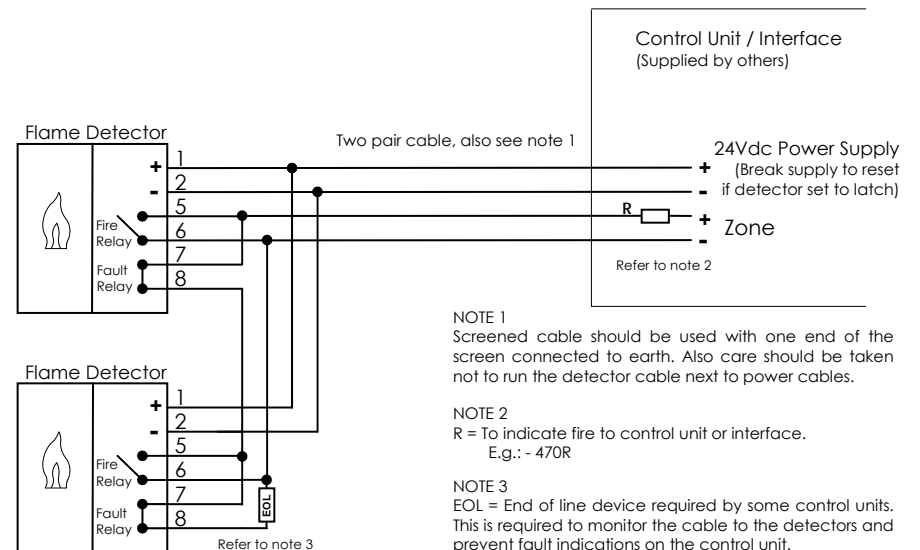 Control Unit / Interface
(Supplied by others)
Flame Detector
Two pair cable, also see note 1
24Vdc Power Supply
(Break supply to reset
if detector set to latch)
+ 1
- 2
5
Fire
Relay
6
7
Fault
Relay
8
+
-
R
+
-
Zone
Refer to note 2
NOTE 1
Screened cable should be used with one end of the
screen connected to earth. Also care should be taken
not to run the detector cable next to power cables.
Flame Detector
+ 1
- 2
5
Fire
Relay
6
7
Fault
Relay
8
EOL
Refer to note 3
NOTE 2
R = To indicate fire to control unit or interface.
E.g.: - 470R
NOTE 3
EOL = End of line device required by some control units.
This is required to monitor the cable to the detectors and
prevent fault indications on the control unit.